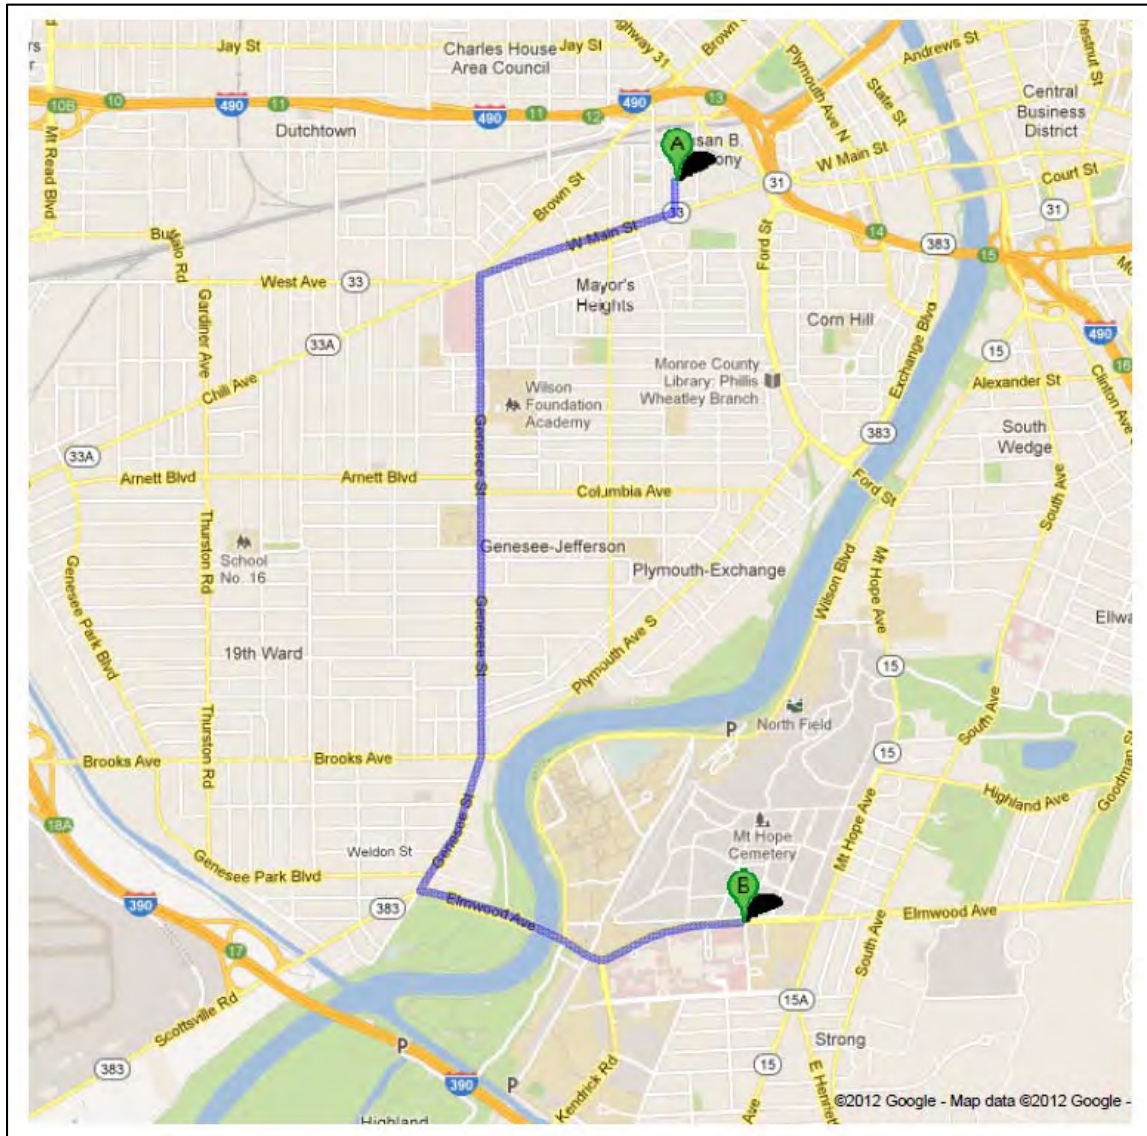 Jay St
Charles House
Area Council
Jay St
Highway 31
Brown St
Andrews St
Chestnut St
Plymouth Ave N
State St
10B
10
490
11
490
11
12
490
13
Mt Read Blvd
Dutchtown
Central
Business
District
A
Susan B.
W Main St
Court St
31
31
Brown St
33
W Main St
Ford St
14
383
15
Gardiner Ave
West Ave
33
Mayor's
Heights
Corn Hill
Exchange Blvd
490
33A
15
16
Chili Ave
Monroe County
Library: Phillis
Wheatley Branch
Alexander St
Clinton Ave
Wilson
Foundation
Academy
South
Wedge
383
33A
Genesee St
Arnett Blvd
Arnett Blvd
Columbia Ave
Ford St
South Ave
Thurston Rd
School
No. 16
Genesee-Jefferson
Plymouth-Exchange
Wilson Blvd
Mt Hope Ave
Genesee Park Blvd
Genesee St
Ellwa
19th Ward
Plymouth Ave S
15
Thurston Rd
P
North Field
South Ave
Brooks Ave
Brooks Ave
15
Highland Ave
Goodman St
18A
Genesee St
Mt Hope
Cemetery
Mt Hope Ave
Weldon St
Genesee Park Blvd
B
390
383
Elmwood Ave
Elmwood Ave
17
South Ave
Scottsville Rd
15A
P
Strong
383
390
P
Kendrick Rd
15
Ave
E Henriet
Highland
©2012 Google - Map data ©2012 Google -